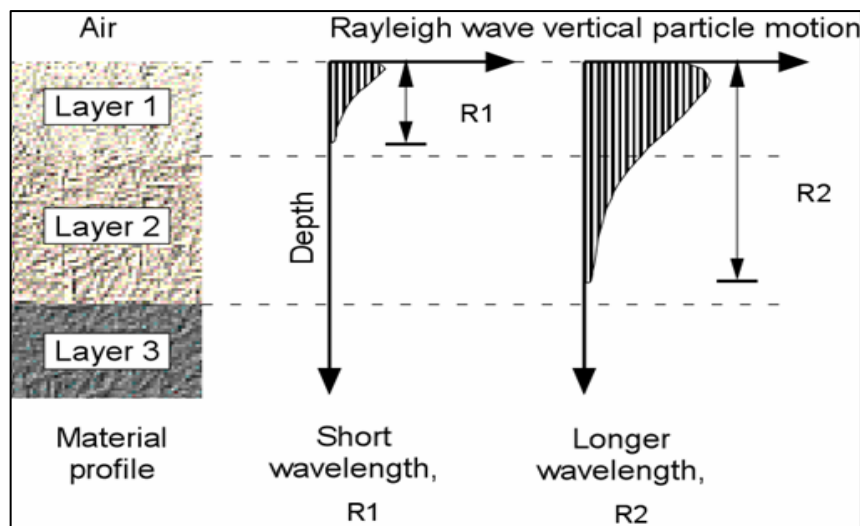 Air
Rayleigh wave vertical particle motion
Layer 1
R1
Layer 2
Depth
R2
Layer 3
Material
profile
Short
wavelength,
R1
Longer
wavelength,
R2